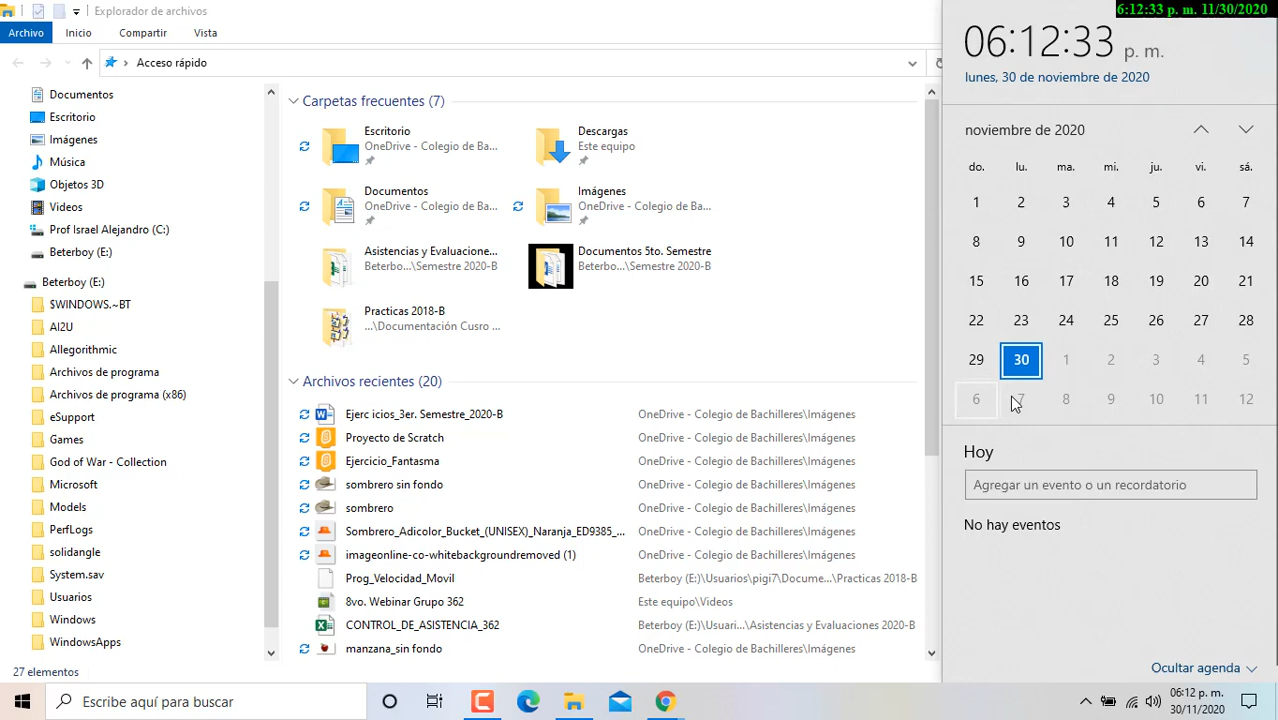 Explorador de archivos
6:12:33 p. m. 11/30/2020
Archivo Inicio Compartir Vista
Acceso rápido
Documentos
Escritorio
Imágenes
Música
Objetos 3D
Videos
Prof Israel Alejandro (C:)
Beterboy (E:)
Beterboy (E:)
$WINDOWS.~BT
AI2U
Allegorithmic
Archivos de programa
Archivos de programa (x86)
eSupport
Games
God of War - Collection
Microsoft
Models
PerfLogs
solidangle
System.sav
Usuarios
Windows
WindowsApps
27 elementos
Carpetas frecuentes (7)
Escritorio
OneDrive - Colegio de Ba...
Descargas
Este equipo
Documentos
OneDrive - Colegio de Ba...
Imágenes
OneDrive - Colegio de Ba...
Asistencias y Evaluacione...
Beterbo...\Semestre 2020-B
Documentos 5to. Semestre
Beterbo...\Semestre 2020-B
Practicas 2018-B
...\Documentación Cusro ...
Archivos recientes (20)
Ejerc icios_3er. Semestre_2020-B OneDrive - Colegio de Bachilleres\Imágenes
Proyecto de Scratch OneDrive - Colegio de Bachilleres\Imágenes
Ejercicio_Fantasma OneDrive - Colegio de Bachilleres\Imágenes
sombrero sin fondo OneDrive - Colegio de Bachilleres\Imágenes
sombrero OneDrive - Colegio de Bachilleres\Imágenes
Sombrero_Adicolor_Bucket_(UNISEX)_Naranja_ED9385_... OneDrive - Colegio de Bachilleres\Imágenes
imageonline-co-whitebackgroundremoved (1) OneDrive - Colegio de Bachilleres\Imágenes
Prog_Velocidad_Movil Beterboy (E:)\Usuarios\pigi7\Docume...\Practicas 2018-B
8vo. Webinar Grupo 362 Este equipo\Videos
CONTROL_DE_ASISTENCIA_362 Beterboy (E:)\Usuari...\Asistencias y Evaluaciones 2020-B
manzana_sin fondo OneDrive - Colegio de Bachilleres\Imágenes
06:12:33 p. m.
lunes, 30 de noviembre de 2020
noviembre de 2020
do. lu. ma. mi. ju. vi. sá.
1 2 3 4 5 6 7
8 9 10 11 12 13 14
15 16 17 18 19 20 21
22 23 24 25 26 27 28
29 30 1 2 3 4 5
6 7 8 9 10 11 12
Hoy
Agregar un evento o un recordatorio
No hay eventos
Ocultar agenda
Escribe aquí para buscar
06:12 p. m.
30/11/2020